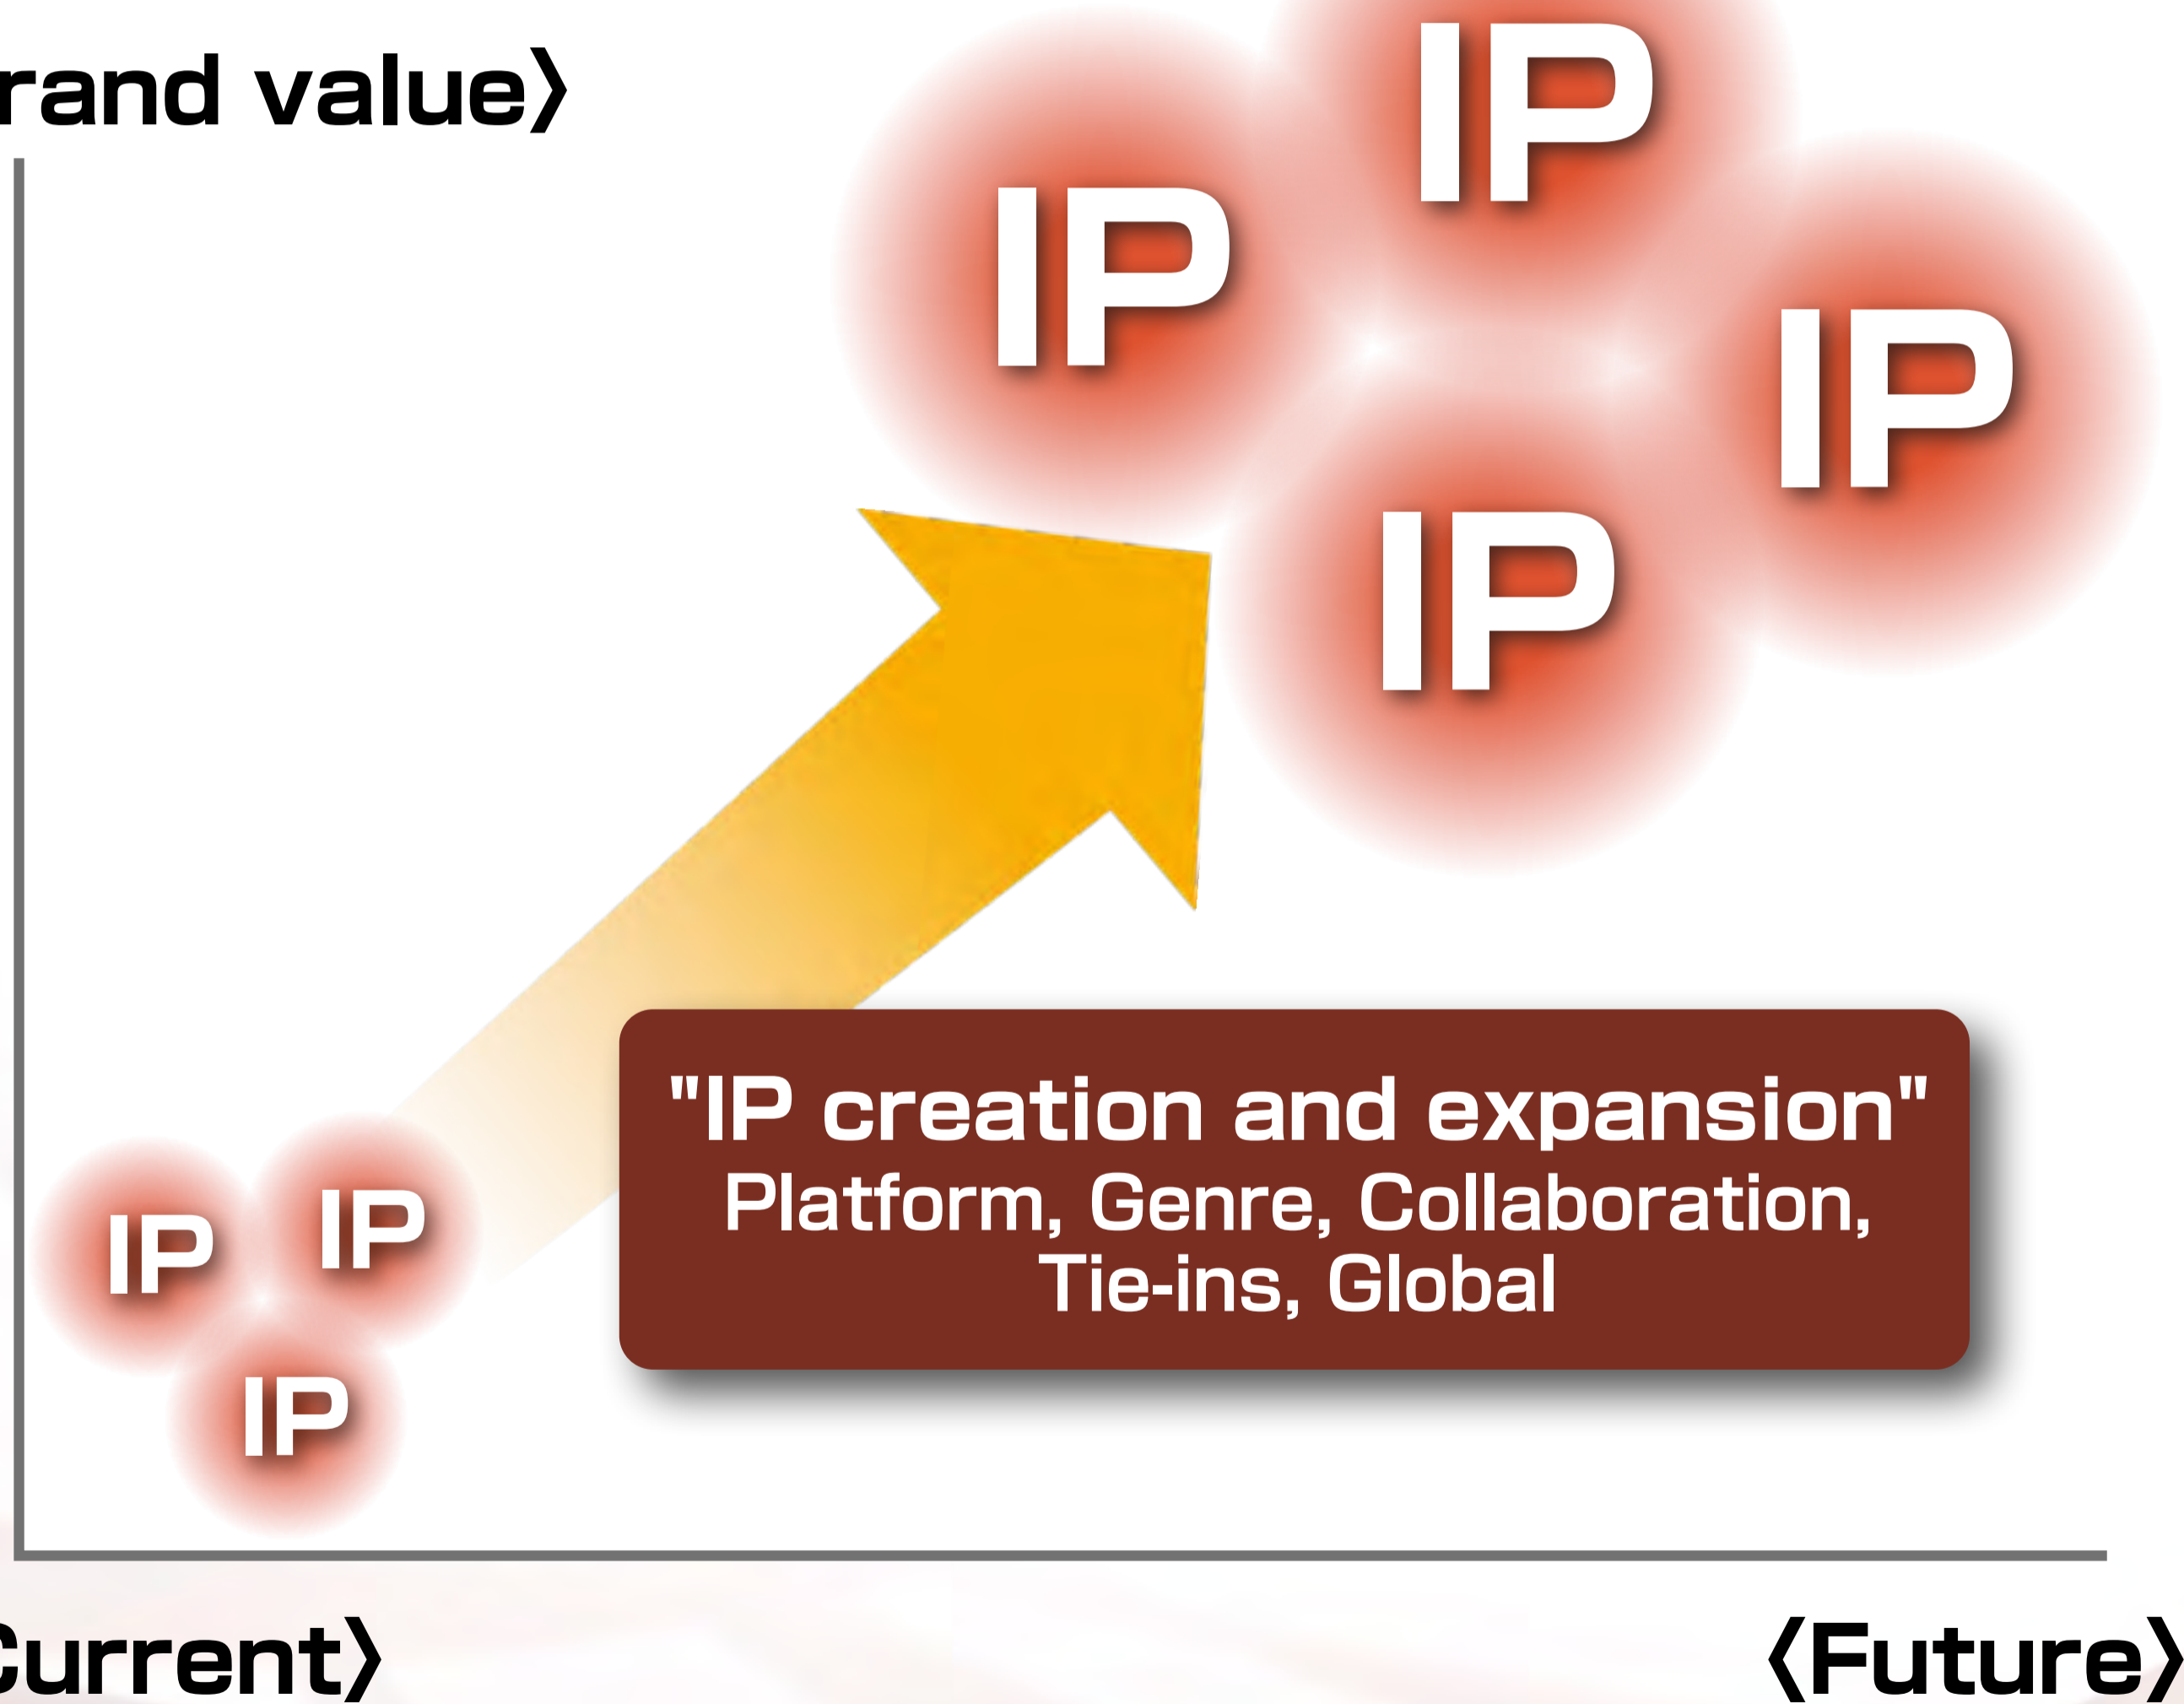 rand value〉
IP
IP
IP
IP
"IP creation and expansion"
Platform, Genre, Collaboration,
Tie-ins, Global
IP
IP
IP
Current〉
〈Future〉